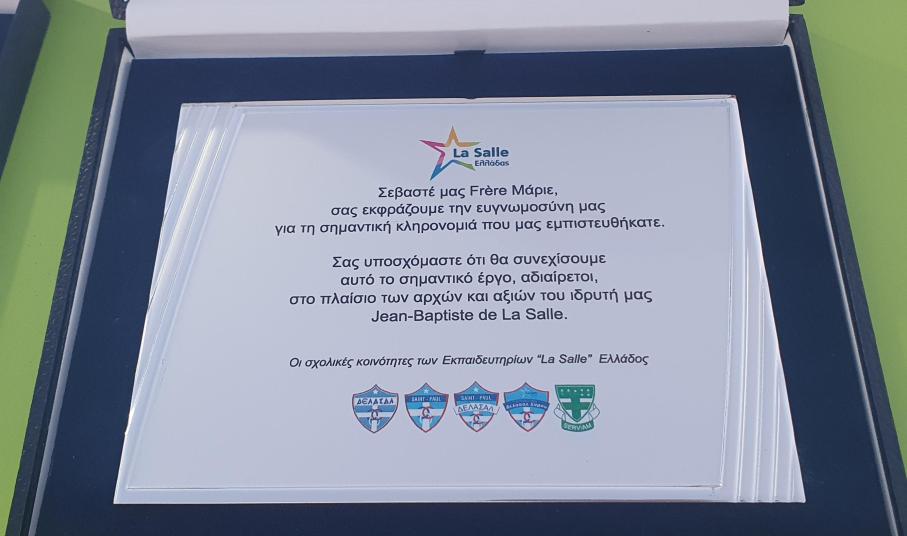 La Salle
Ελλάδας
Σεβαστέ μας Frère Μάριε,
σας εκφράζουμε την ευγνωμοσύνη μας
για τη σημαντική κληρονομιά που μας εμπιστευθήκατε.
Σας υποσχόμαστε ότι θα συνεχίσουμε
αυτό το σημαντικό έργο, αδιαίρετοι,
στο πλαίσιο των αρχών και αξιών του ιδρυτή μας
Jean-Baptiste de La Salle.
Οι σχολικές κοινότητες των Εκπαιδευτηρίων “La Salle” Ελλάδος
ΔΕΛΑΣΑΛ
SAINT - PAUL
SAINT - PAUL
ΔΕΛΑΣΑΛ
SERVIAM